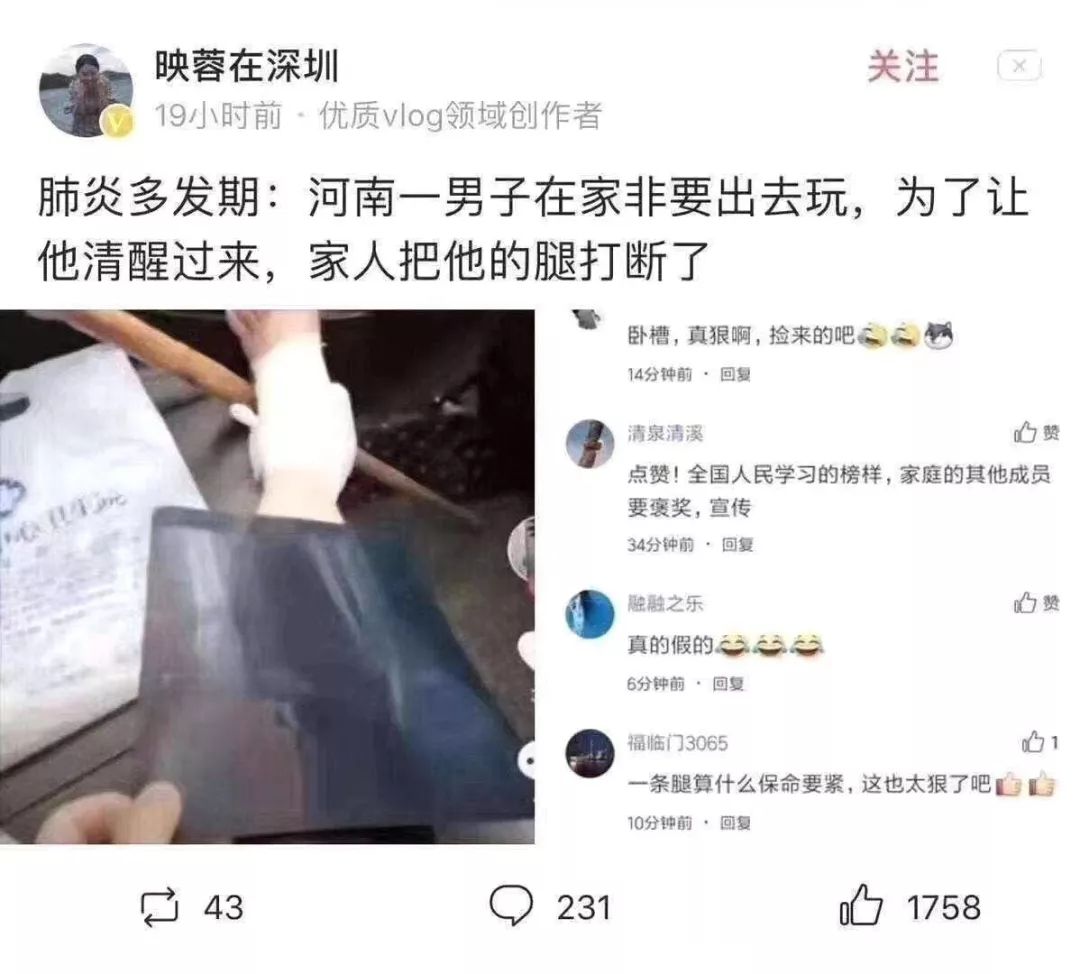 映蓉在深圳
关注
19小时前 · 优质vlog领域创作者
肺炎多发期：河南一男子在家非要出去玩，为了让
他清醒过来，家人把他的腿打断了
卧槽，真狠啊，捡来的吧😂😂
14分钟前 · 回复
清泉清溪
赞
点赞！全国人民学习的榜样，家庭的其他成员
要褒奖，宣传
34分钟前 · 回复
融融之乐
赞
真的假的😂😂😂
6分钟前 · 回复
福临门3065
1
一条腿算什么保命要紧，这也太狠了吧👍👍
10分钟前 · 回复
43
231
1758